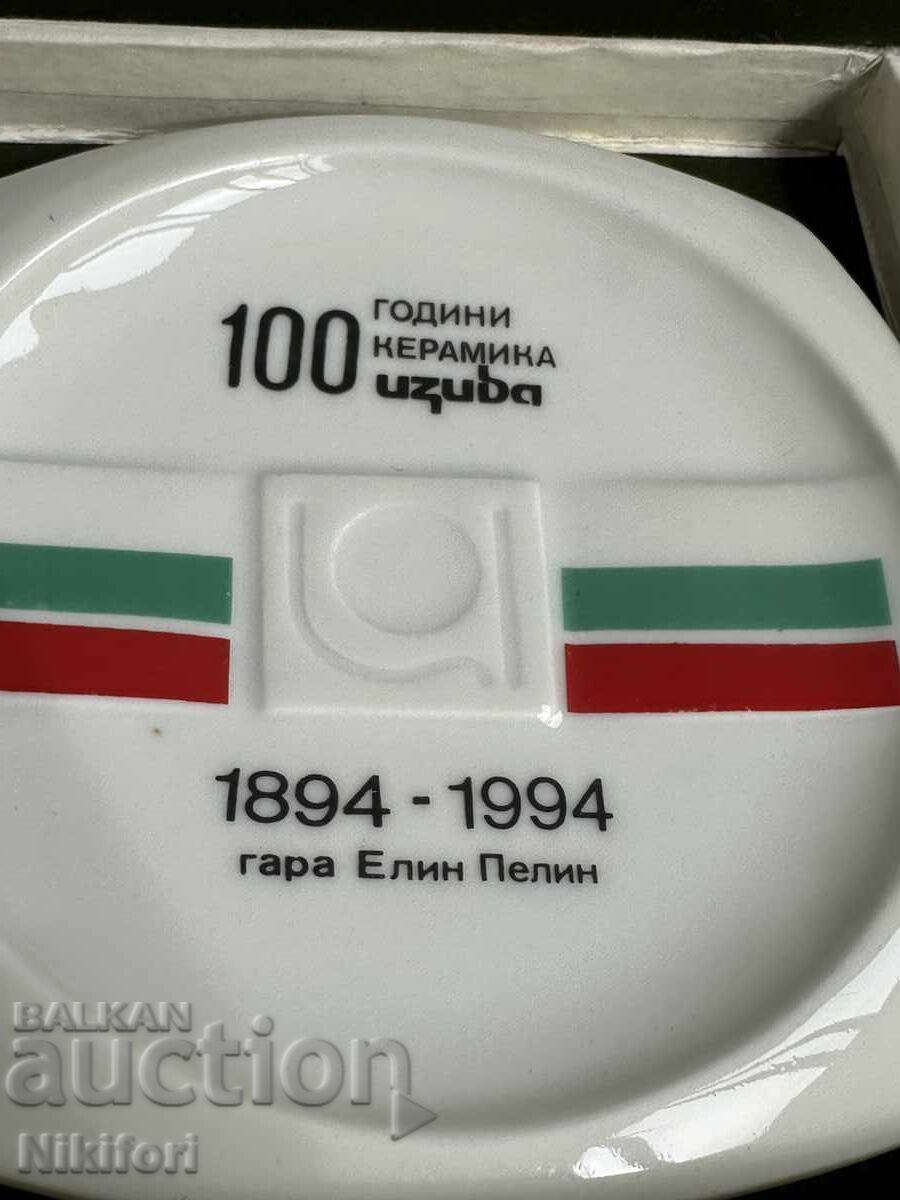 100 ГОДИНИ
КЕРАМИКА
изида
1894 - 1994
гара Елин Пелин
BALKAN
auction
Nikifori